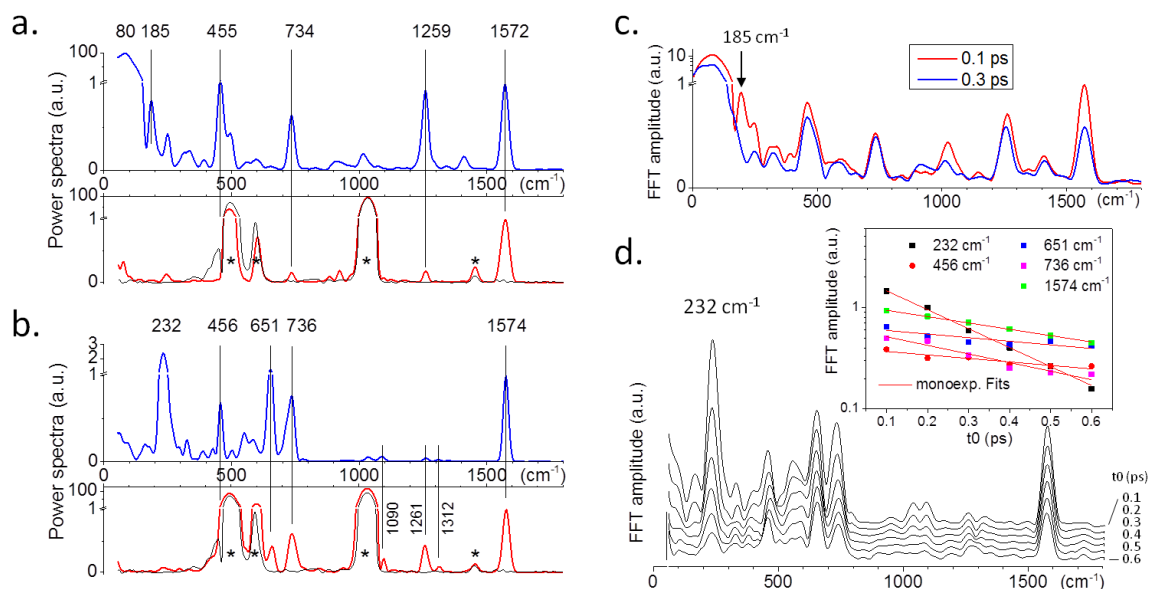 a.
80 185 455 734 1259 1572
Power spectra (a.u.)
100
1
0
0 500 1000 1500 (cm-1)
100
1
0
* * * *
b.
232 456 651 736 1574
Power spectra (a.u.)
3
2
1
0
0 500 1000 1500 (cm-1)
100
1
0
* * * *
1090
1261
1312
c.
185 cm-1
0.1 ps
0.3 ps
FFT amplitude (a.u.)
10
1
0
0 500 1000 1500 (cm-1)
d.
232 cm-1
FFT amplitude (a.u.)
0 500 1000 1500 (cm-1)
t0 (ps)
0.1
0.2
0.3
0.4
0.5
0.6
232 cm-1
456 cm-1
651 cm-1
736 cm-1
1574 cm-1
FFT amplitude (a.u.)
1
0.1
monoexp. Fits
0.1 0.2 0.3 0.4 0.5 0.6
t0 (ps)